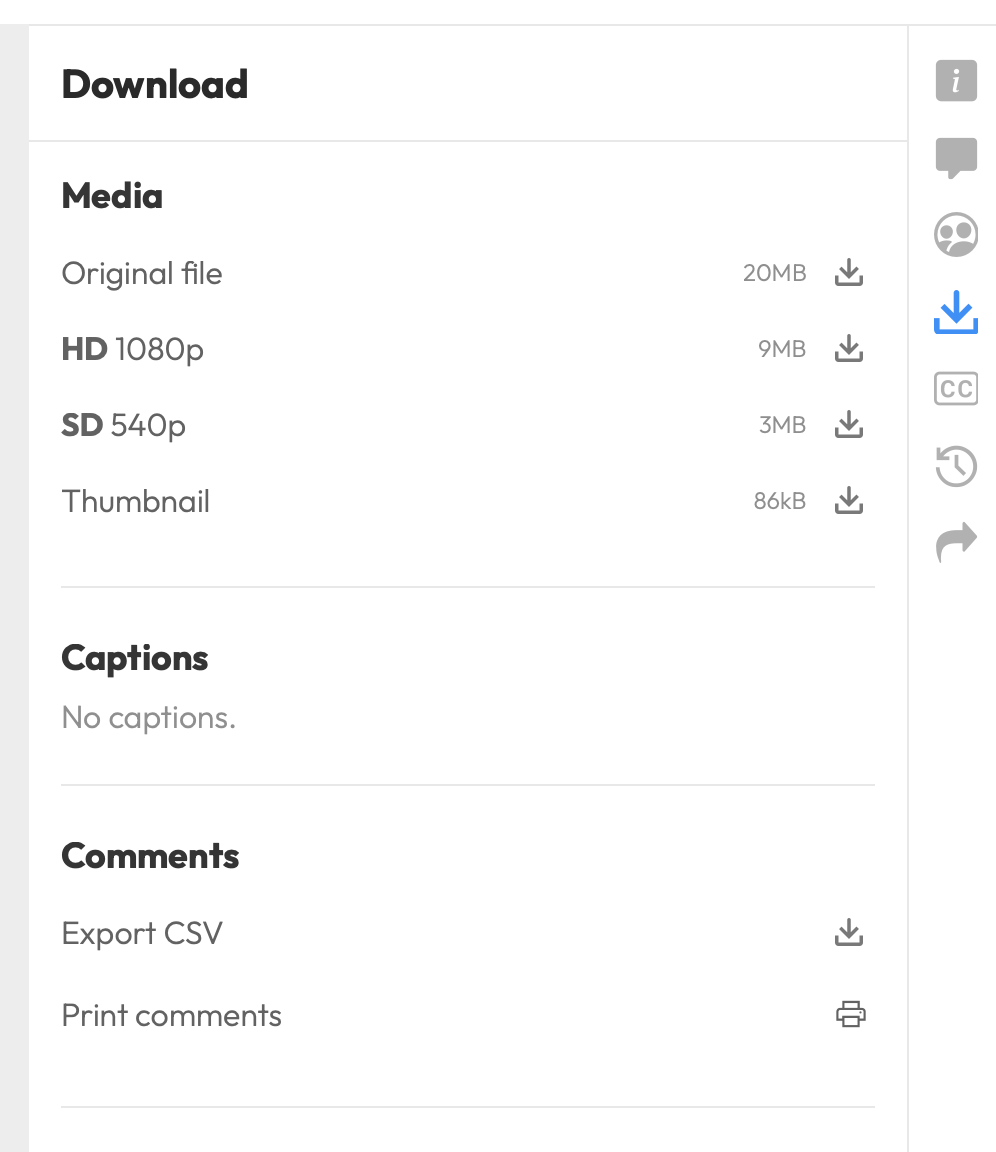 Download
Media
Original file 20MB
HD 1080p 9MB
SD 540p 3MB
Thumbnail 86kB
Captions
No captions.
Comments
Export CSV
Print comments
i
CC